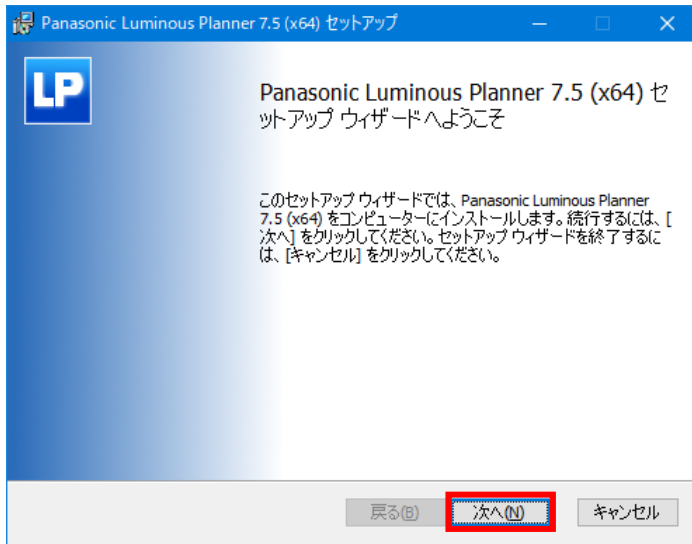 Panasonic Luminous Planner 7.5 (x64) セットアップ
LP
Panasonic Luminous Planner 7.5 (x64) セ
ットアップ ウィザードへようこそ
このセットアップ ウィザードでは、Panasonic Luminous Planner
7.5 (x64) をコンピューターにインストールします。続行するには、[
次へ] をクリックしてください。セットアップ ウィザードを終了するに
は、[キャンセル] をクリックしてください。
戻る(B) 次へ(N) キャンセル